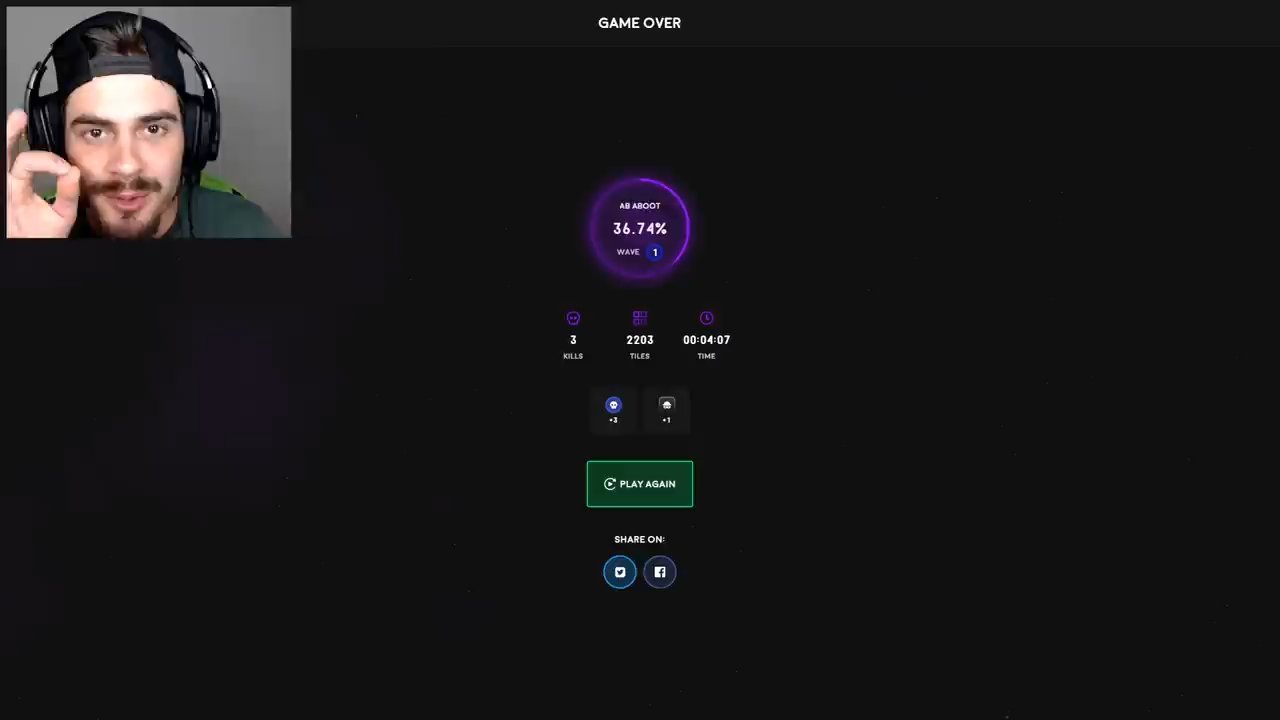 GAME OVER
AB ABOOT
36.74%
WAVE 1
3 2203 00:04:07
KILLS TILES TIME
+3 +1
PLAY AGAIN
SHARE ON: